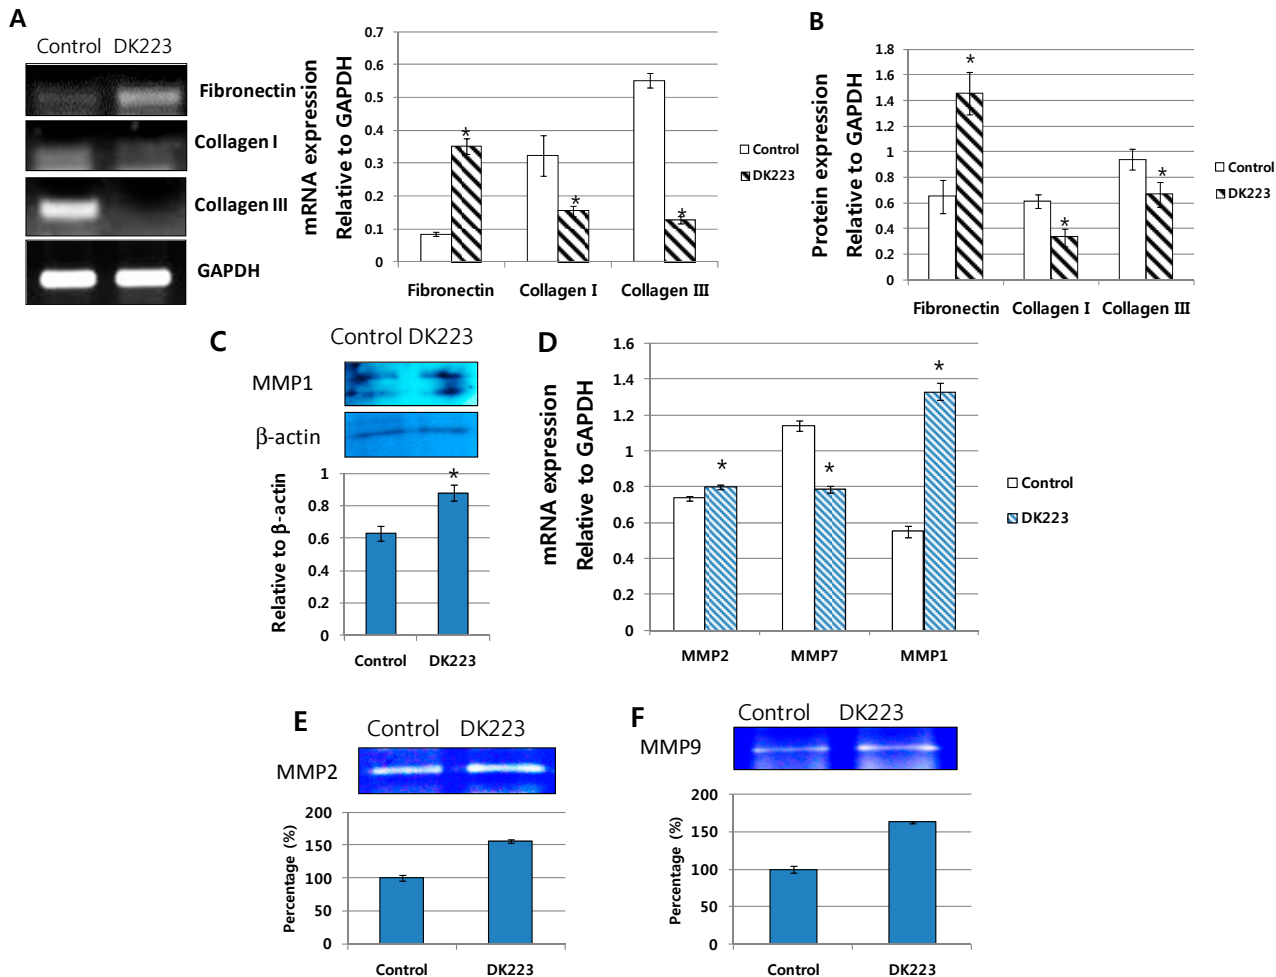 A
Control DK223
Fibronectin
Collagen I
Collagen III
GAPDH
mRNA expression
Relative to GAPDH
0.7
0.6
0.5
0.4
0.3
0.2
0.1
0
*
*
*
Fibronectin Collagen I Collagen III
Control
DK223
B
Protein expression
Relative to GAPDH
1.8
1.6
1.4
1.2
1
0.8
0.6
0.4
0.2
0
*
*
*
Fibronectin Collagen I Collagen III
Control
DK223
C
Control DK223
MMP1
β-actin
Relative to β-actin
1
0.8
0.6
0.4
0.2
0
*
Control DK223
D
mRNA expression
Relative to GAPDH
1.6
1.4
1.2
1
0.8
0.6
0.4
0.2
0
*
*
*
MMP2 MMP7 MMP1
Control
DK223
E
Control DK223
MMP2
Percentage (%)
200
150
100
50
0
Control DK223
F
Control DK223
MMP9
Percentage (%)
200
150
100
50
0
Control DK223